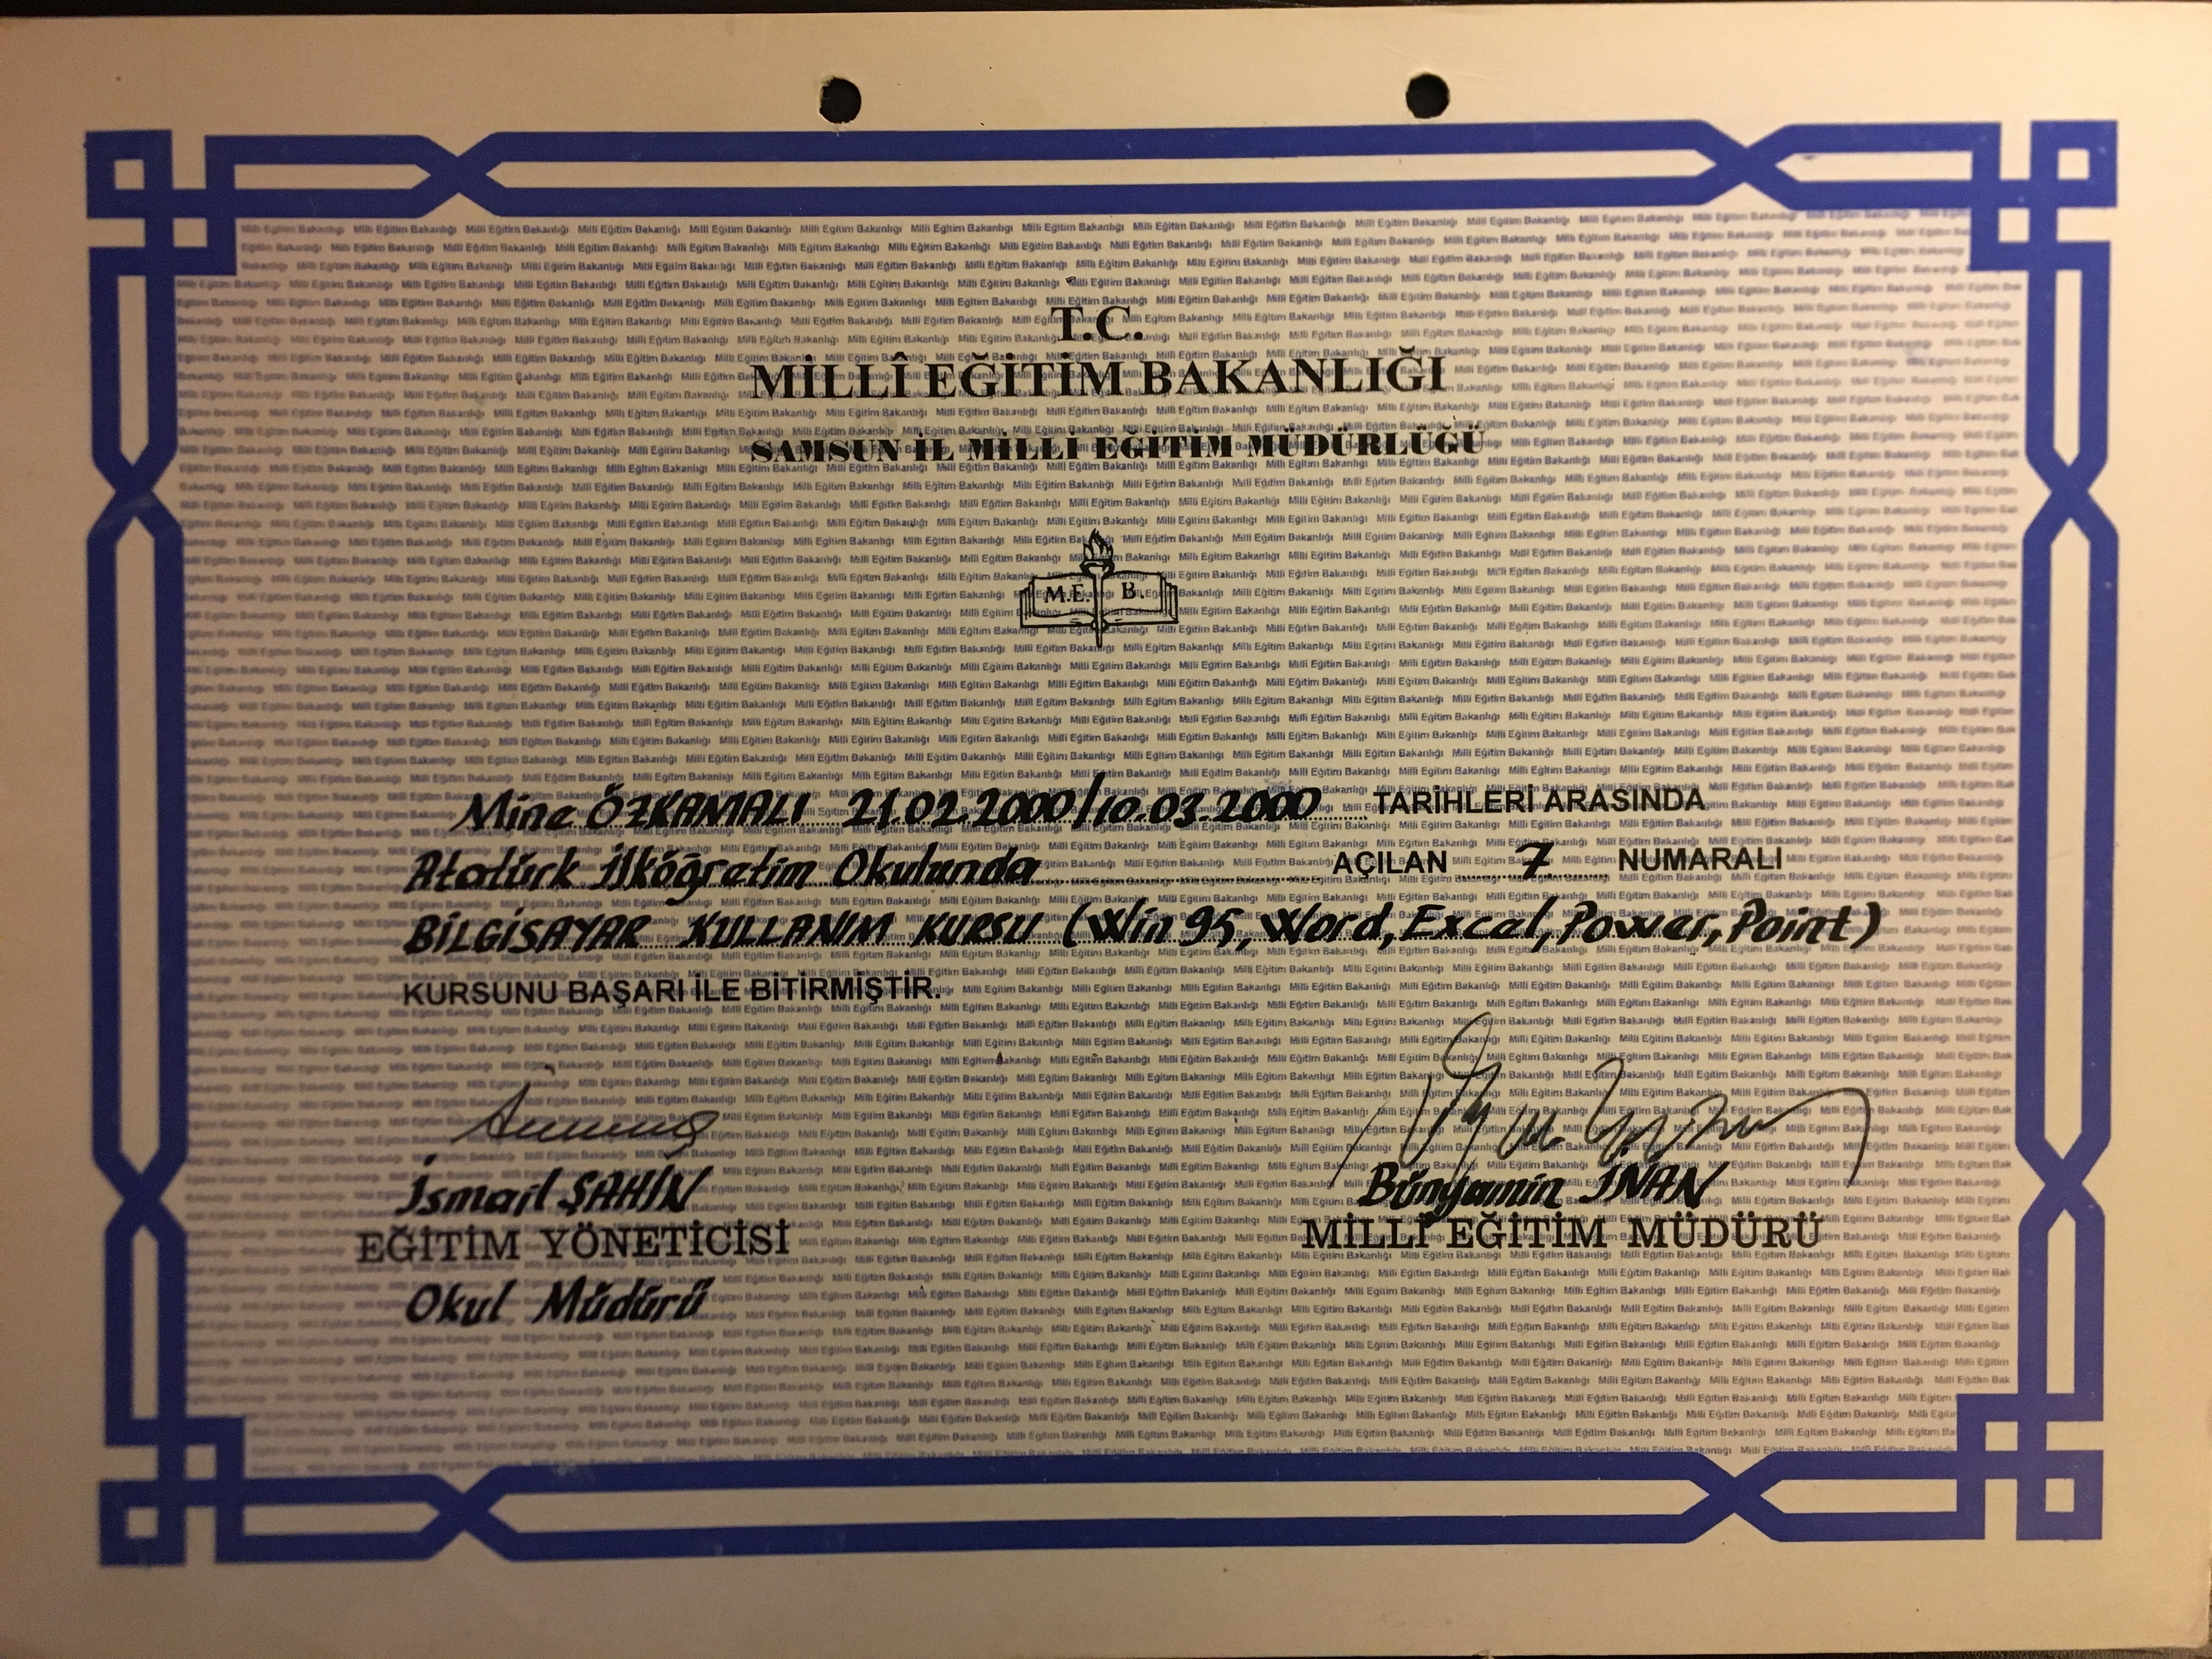 T.C.
MİLLÎ EĞİTİM BAKANLIĞI
SAMSUN İL MİLLİ EĞİTİM MÜDÜRLÜĞÜ
M.E. B.
Mine ÖZKAMALI 21.02.2000/10.03.2000 TARİHLERİ ARASINDA
Atatürk İlköğretim Okulunda AÇILAN 7. NUMARALI
BİLGİSAYAR KULLANIM KURSU (Win 95, Word, Excel, Power, Point)
KURSUNU BAŞARI İLE BİTİRMİŞTİR.
İsmail ŞAHİN Bünyamin İNAN
EĞİTİM YÖNETİCİSİ MİLLÎ EĞİTİM MÜDÜRÜ
Okul Müdürü